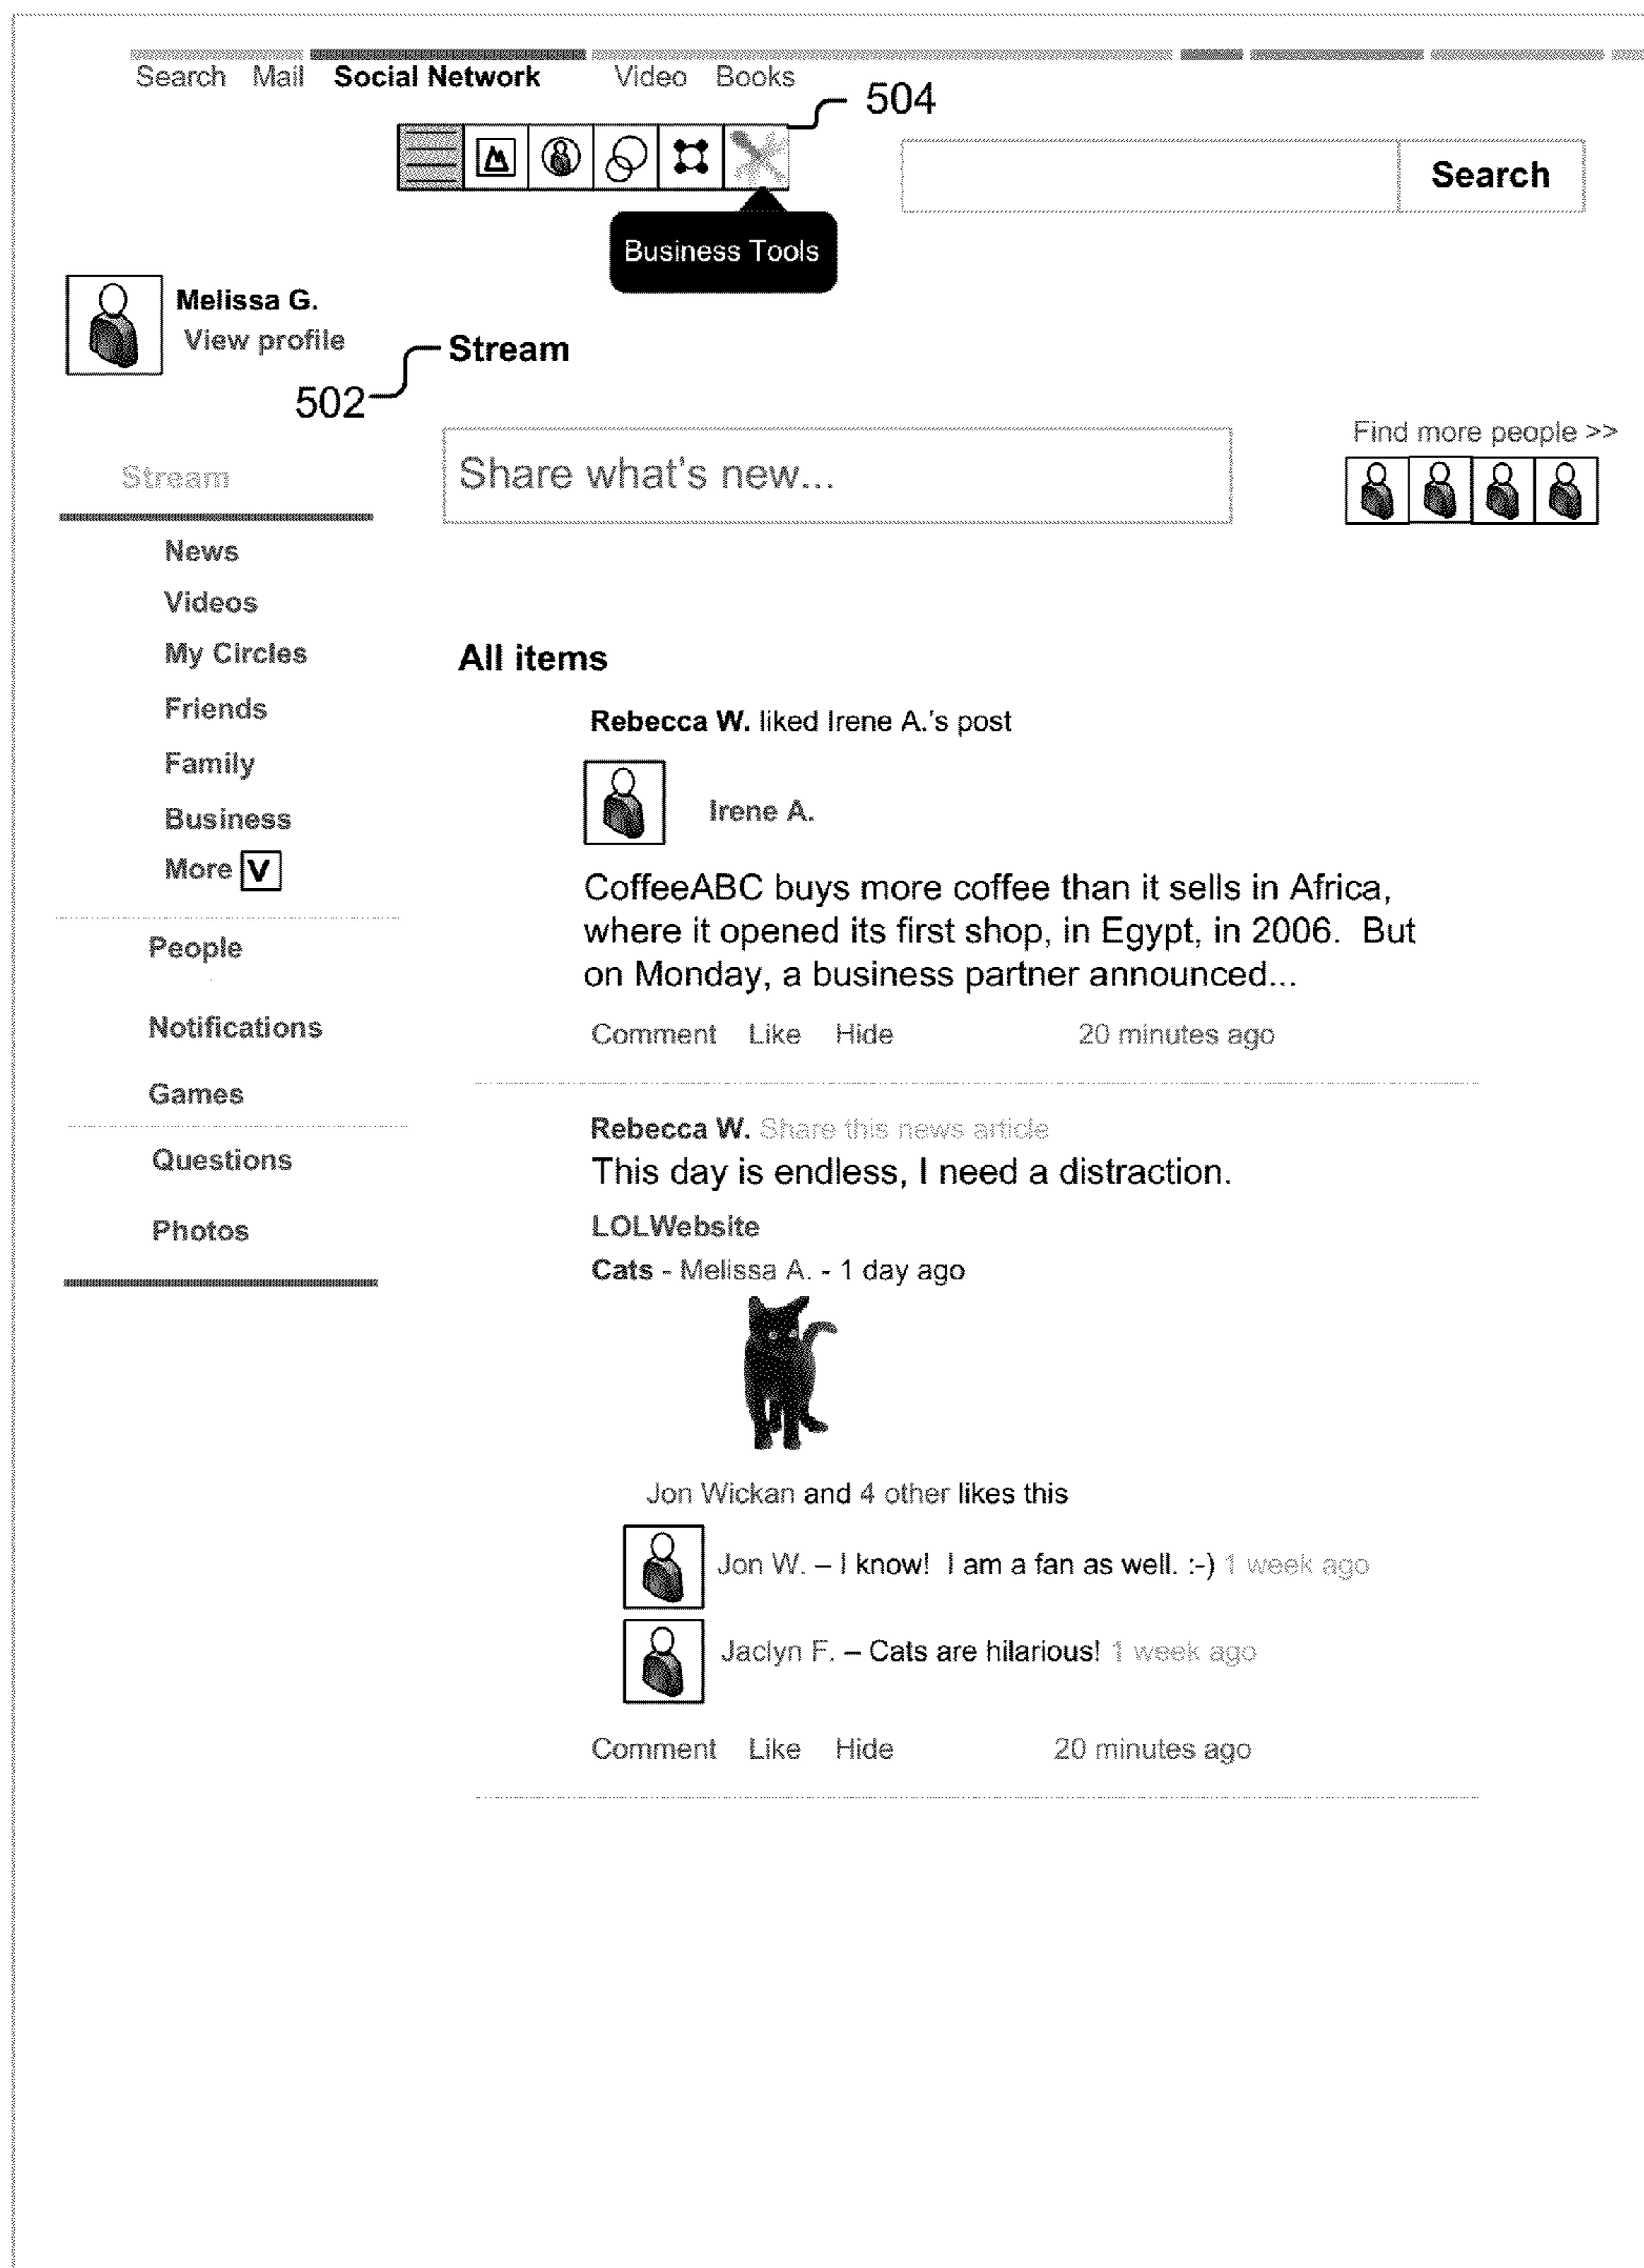 Search Mail Social Network Video Books
504
Search
Business Tools
Melissa G.
View profile
502
Stream
Find more people >>
Share what's new...
Stream
News
Videos
My Circles
Friends
Family
Business
More V
People
Notifications
Games
Questions
Photos
All items
Rebecca W. liked Irene A.'s post
Irene A.
CoffeeABC buys more coffee than it sells in Africa,
where it opened its first shop, in Egypt, in 2006. But
on Monday, a business partner announced...
Comment Like Hide 20 minutes ago
Rebecca W. Share this news article
This day is endless, I need a distraction.
LOLWebsite
Cats - Melissa A. - 1 day ago
Jon Wickan and 4 other likes this
Jon W. – I know! I am a fan as well. :-) 1 week ago
Jaclyn F. – Cats are hilarious! 1 week ago
Comment Like Hide 20 minutes ago